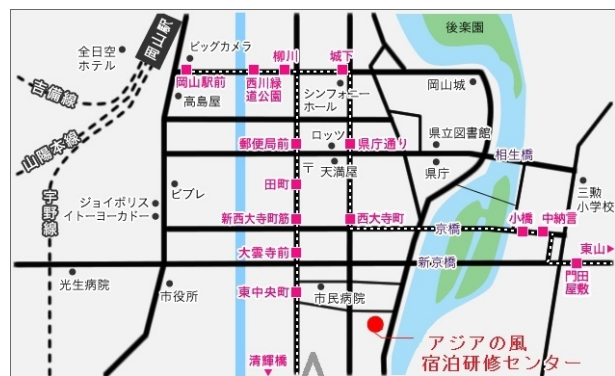 岡山駅
全日空
ホテル
ビッグカメラ
柳川
城下
後楽園
岡山駅前
西川緑
道公園
シンフォニー
ホール
岡山城
高島屋
吉備線
山陽本線
宇野線
郵便局前
ロッツ
県庁通り
県立図書館
〒
天満屋
県庁
相生橋
田町
ビブレ
三勲
小学校
ジョイポリス
イトーヨーカドー
新西大寺町筋
西大寺町
京橋
小橋
中納言
大雲寺前
新京橋
東山▶
門田
屋敷
光生病院
市役所
東中央町
市民病院
清輝橋
アジアの風
宿泊研修センター